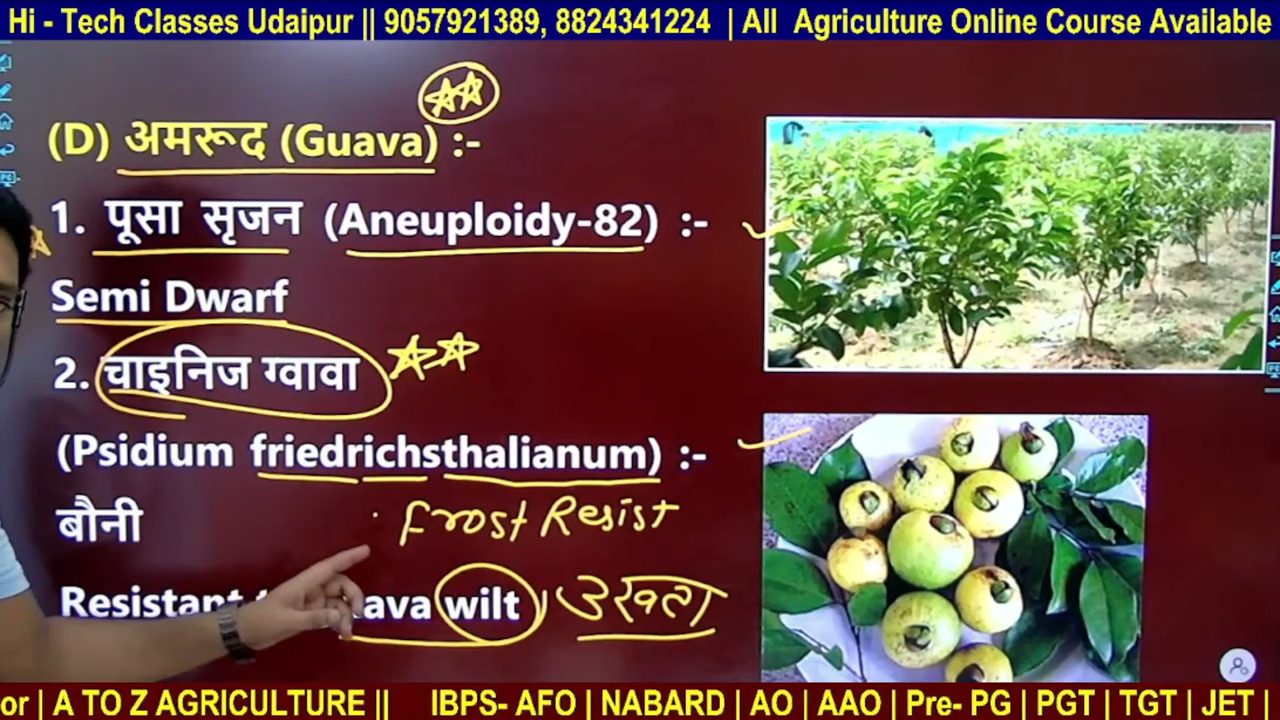 Hi - Tech Classes Udaipur || 9057921389, 8824341224 | All Agriculture Online Course Available
(D) अमरूद (Guava) :-
1. पूसा सृजन (Aneuploidy-82) :-
Semi Dwarf
2. चाइनिज ग्वावा
(Psidium friedrichsthalianum) :-
बौनी
Frost Resist
Resistant wilt) उखटा
or | A TO Z AGRICULTURE || IBPS- AFO | NABARD | AO | AAO | Pre- PG | PGT | TGT | JET |